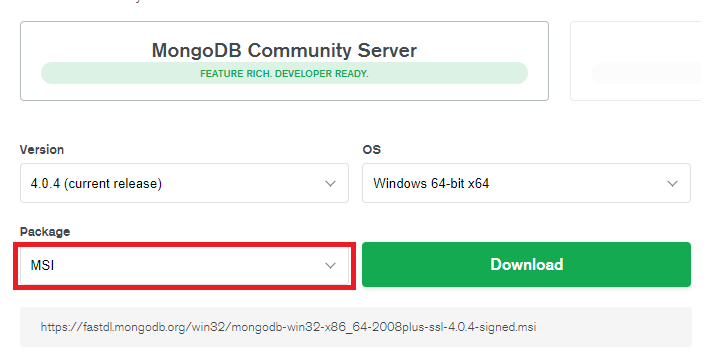 MongoDB Community Server
FEATURE RICH. DEVELOPER READY.
Version
OS
4.0.4 (current release)
Windows 64-bit x64
Package
MSI
Download
https://fastdl.mongodb.org/win32/mongodb-win32-x86_64-2008plus-ssl-4.0.4-signed.msi